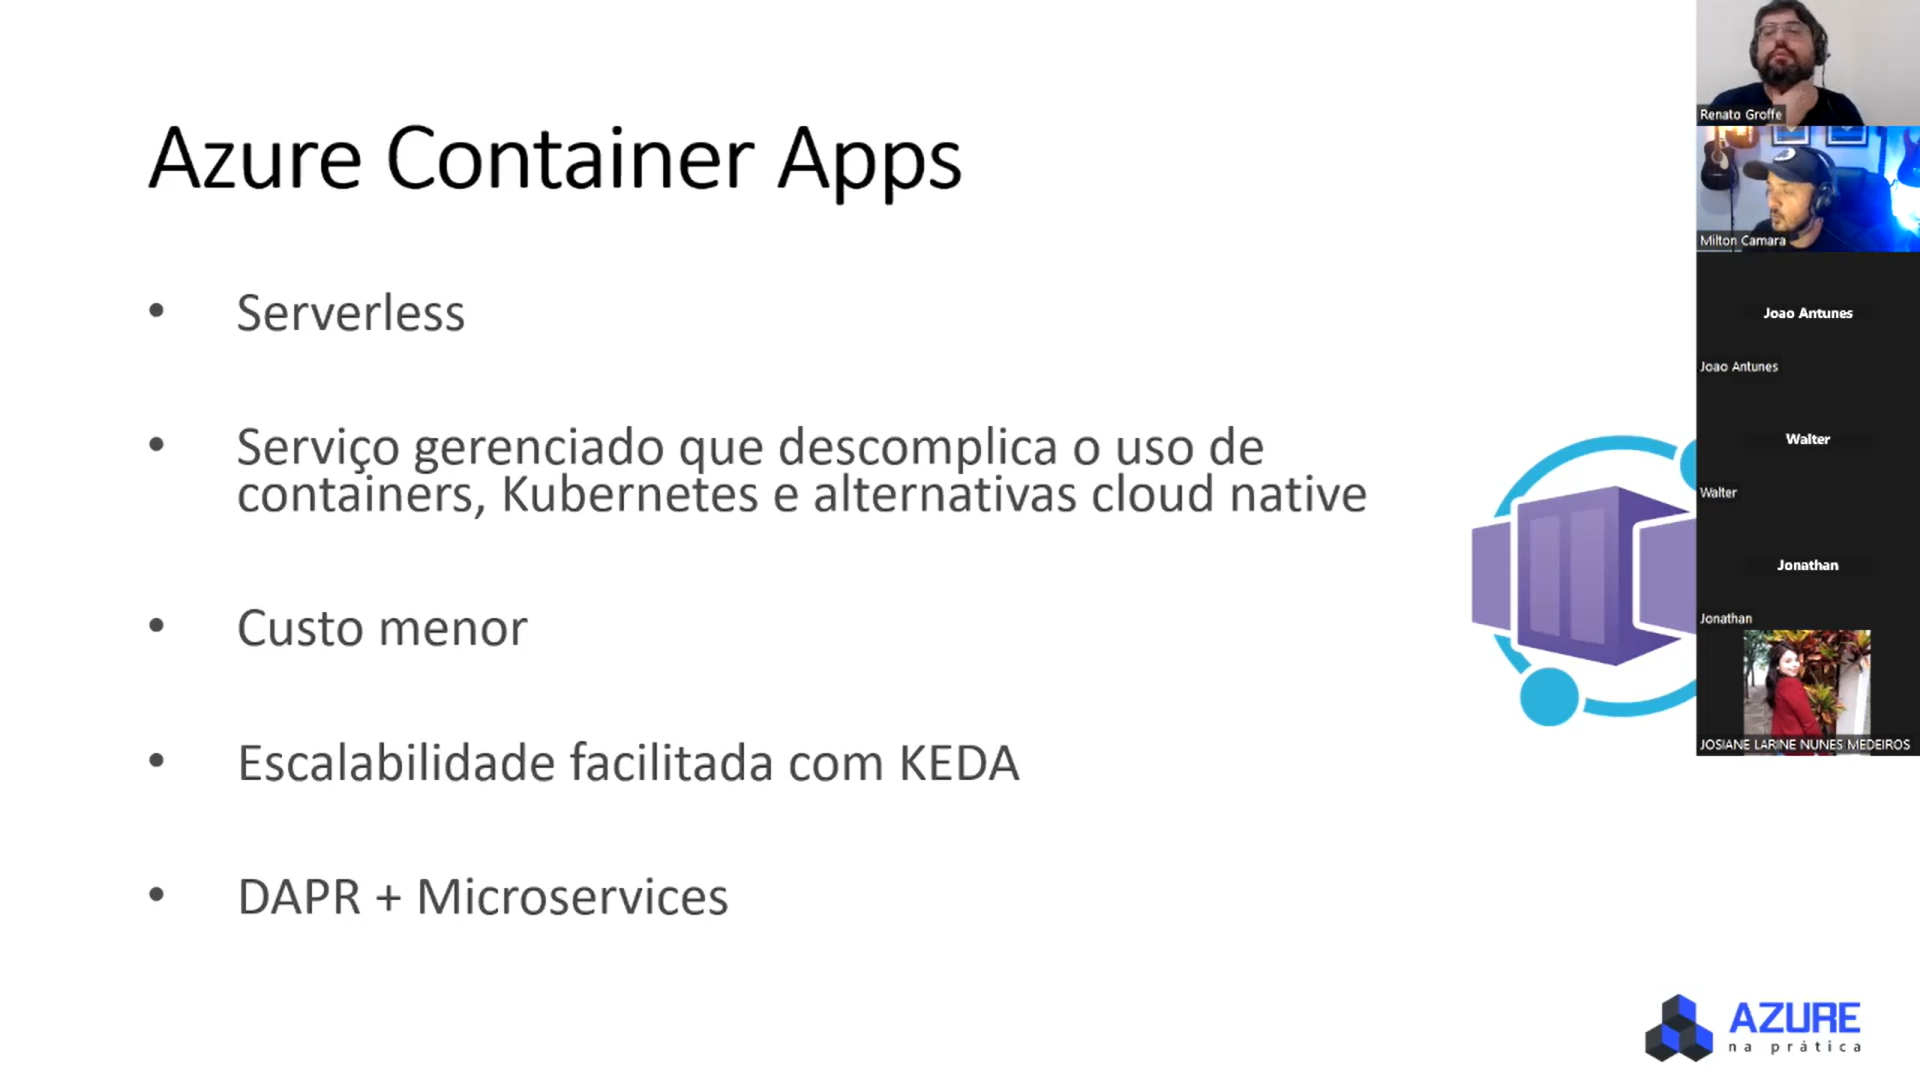 Azure Container Apps
• Serverless
• Serviço gerenciado que descomplica o uso de
containers, Kubernetes e alternativas cloud native
• Custo menor
• Escalabilidade facilitada com KEDA
• DAPR + Microservices
Renato Groffe
Milton Camara
Joao Antunes
Joao Antunes
Walter
Walter
Jonathan
Jonathan
JOSIANE LARINE NUNES MEDEIROS
AZURE
na prática